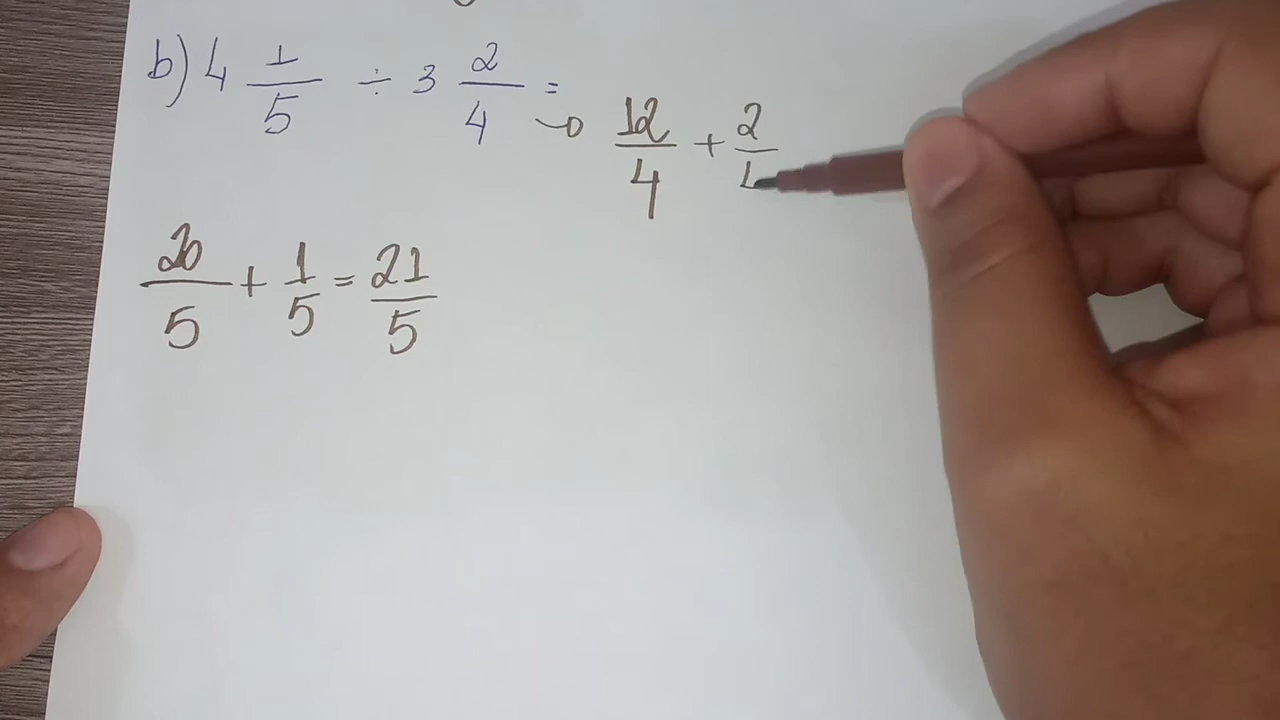 b) 4 1/5 ÷ 3 2/4 =
→ 12/4 + 2/4
20/5 + 1/5 = 21/5